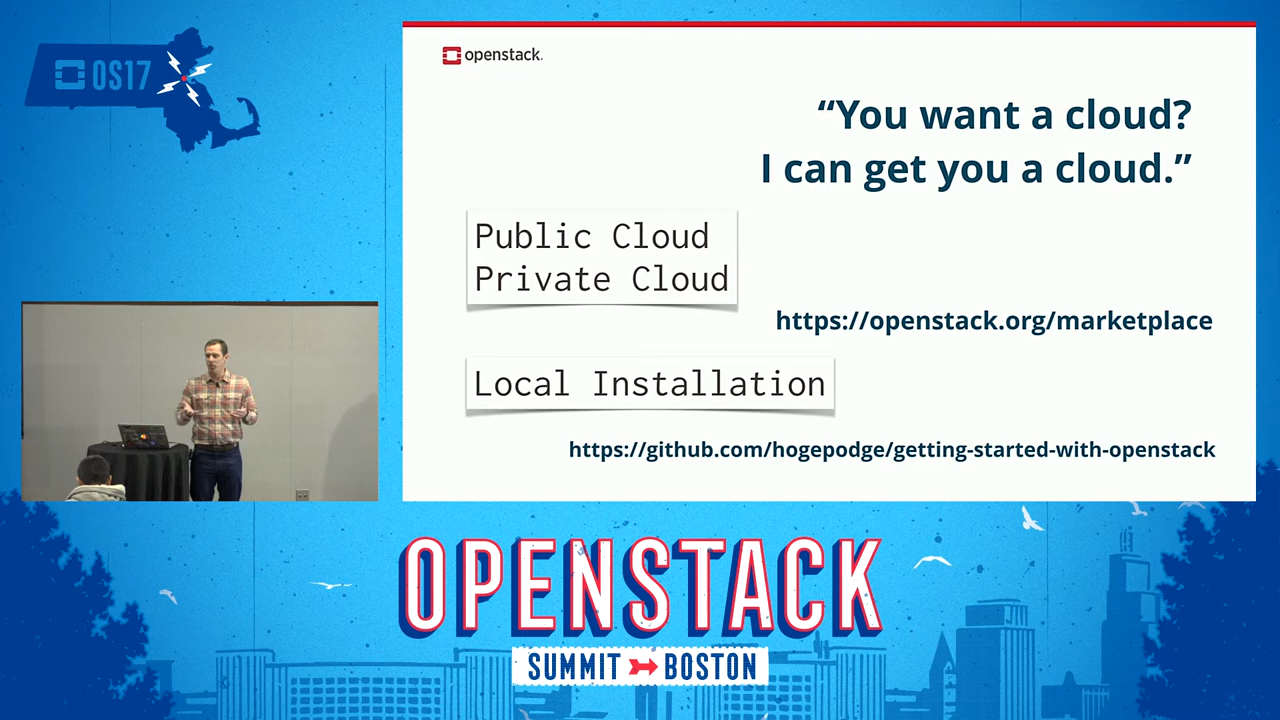 OS17
openstack.
“You want a cloud?
I can get you a cloud.”
Public Cloud
Private Cloud
https://openstack.org/marketplace
Local Installation
https://github.com/hogepodge/getting-started-with-openstack
OPENSTACK
SUMMIT BOSTON